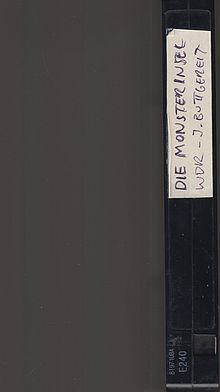 DIE MONSTERINSEL
WDR - J. BUTTGEREIT
E240